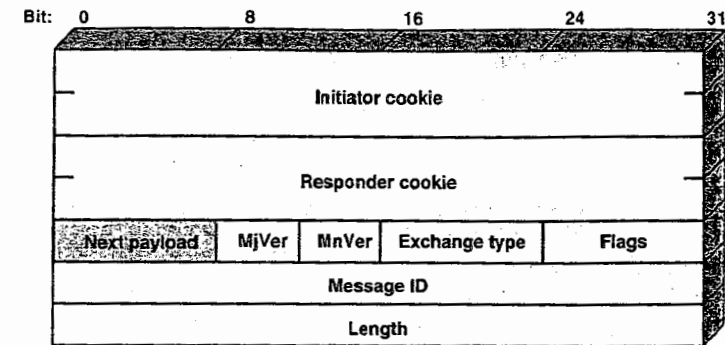 Bit: 0 8 16 24 31
Initiator cookie
Responder cookie
Next payload MjVer MnVer Exchange type Flags
Message ID
Length